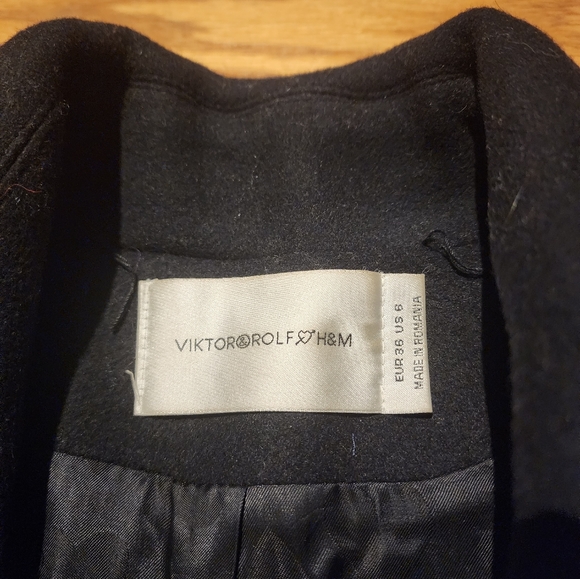 VIKTOR&ROLF♡H&M
EUR 36 US 6
MADE IN ROMANIA